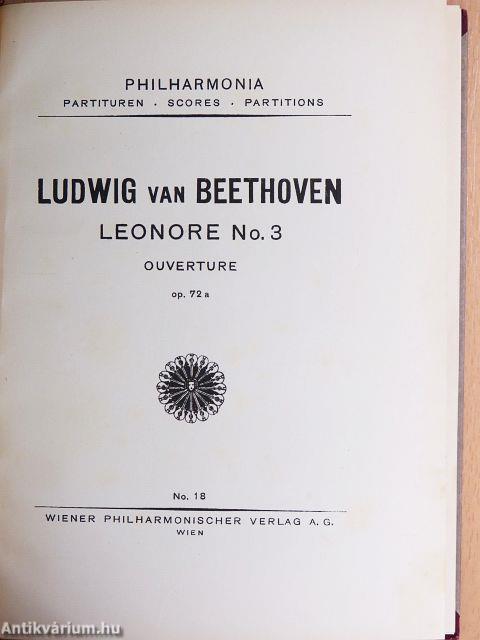 PHILHARMONIA
PARTITUREN · SCORES · PARTITIONS
LUDWIG VAN BEETHOVEN
LEONORE No. 3
OUVERTURE
op. 72 a
No. 18
WIENER PHILHARMONISCHER VERLAG A. G.
WIEN
Antikvárium.hu